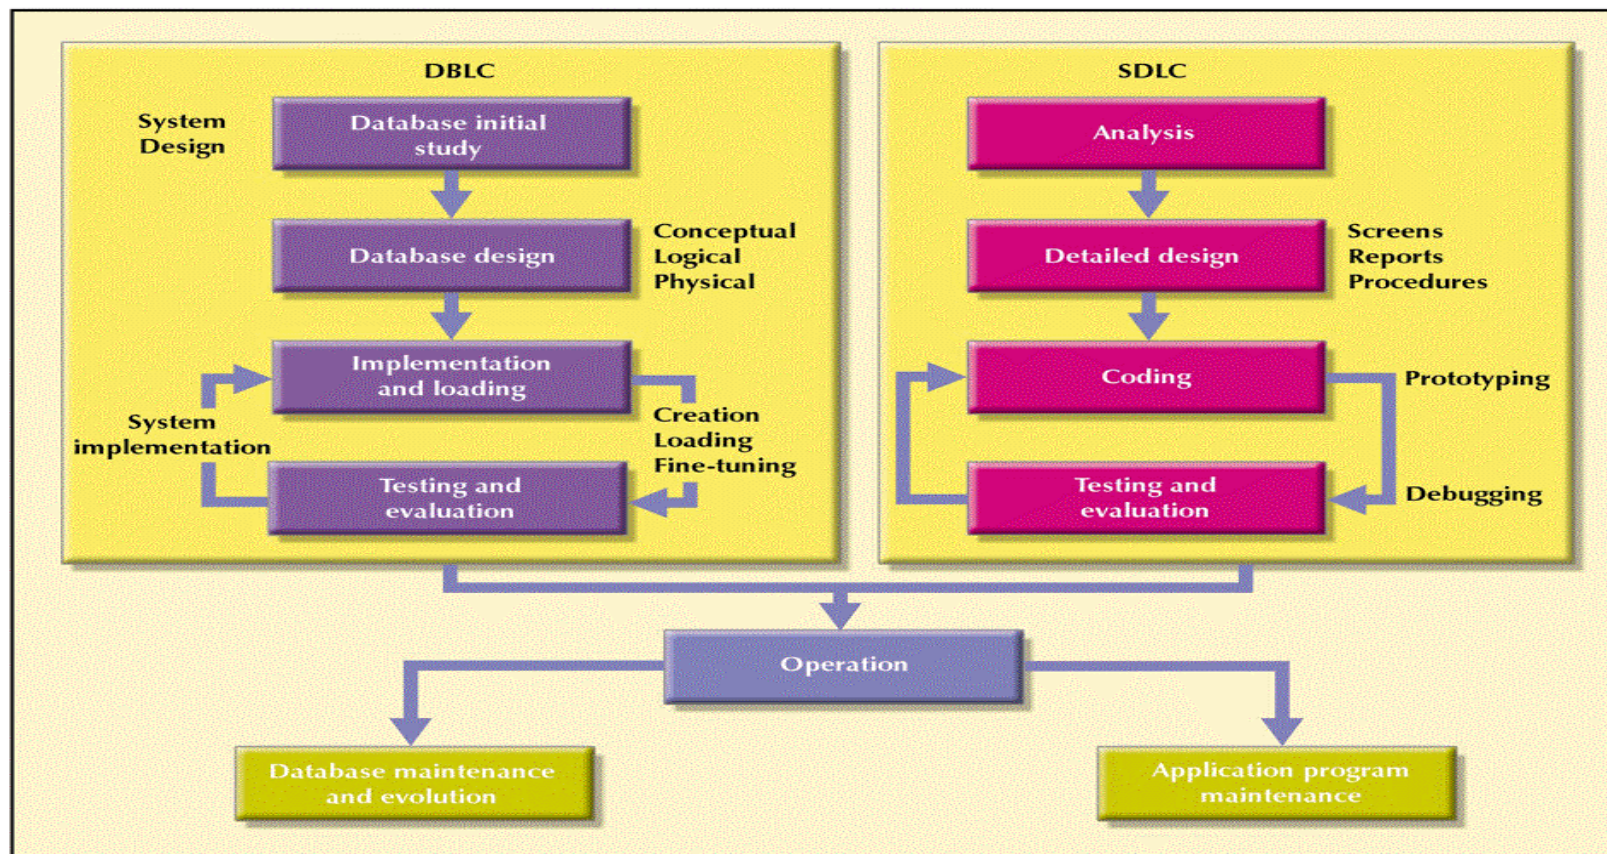 DBLC
System
Design
Database initial
study
Database design
Conceptual
Logical
Physical
Implementation
and loading
System
implementation
Creation
Loading
Fine-tuning
Testing and
evaluation
SDLC
Analysis
Detailed design
Screens
Reports
Procedures
Coding
Prototyping
Testing and
evaluation
Debugging
Operation
Database maintenance
and evolution
Application program
maintenance